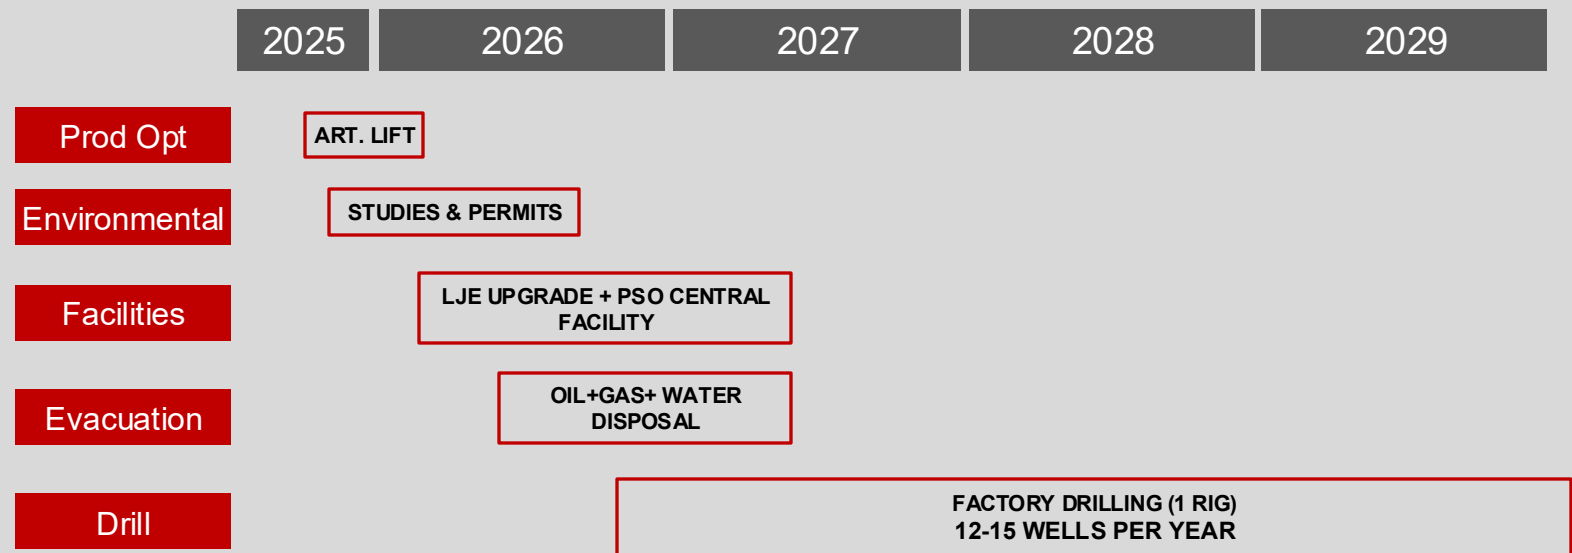 2025 2026 2027 2028 2029
Prod Opt
ART. LIFT
Environmental
STUDIES & PERMITS
Facilities
LJE UPGRADE + PSO CENTRAL
FACILITY
Evacuation
OIL+GAS+ WATER
DISPOSAL
Drill
FACTORY DRILLING (1 RIG)
12-15 WELLS PER YEAR